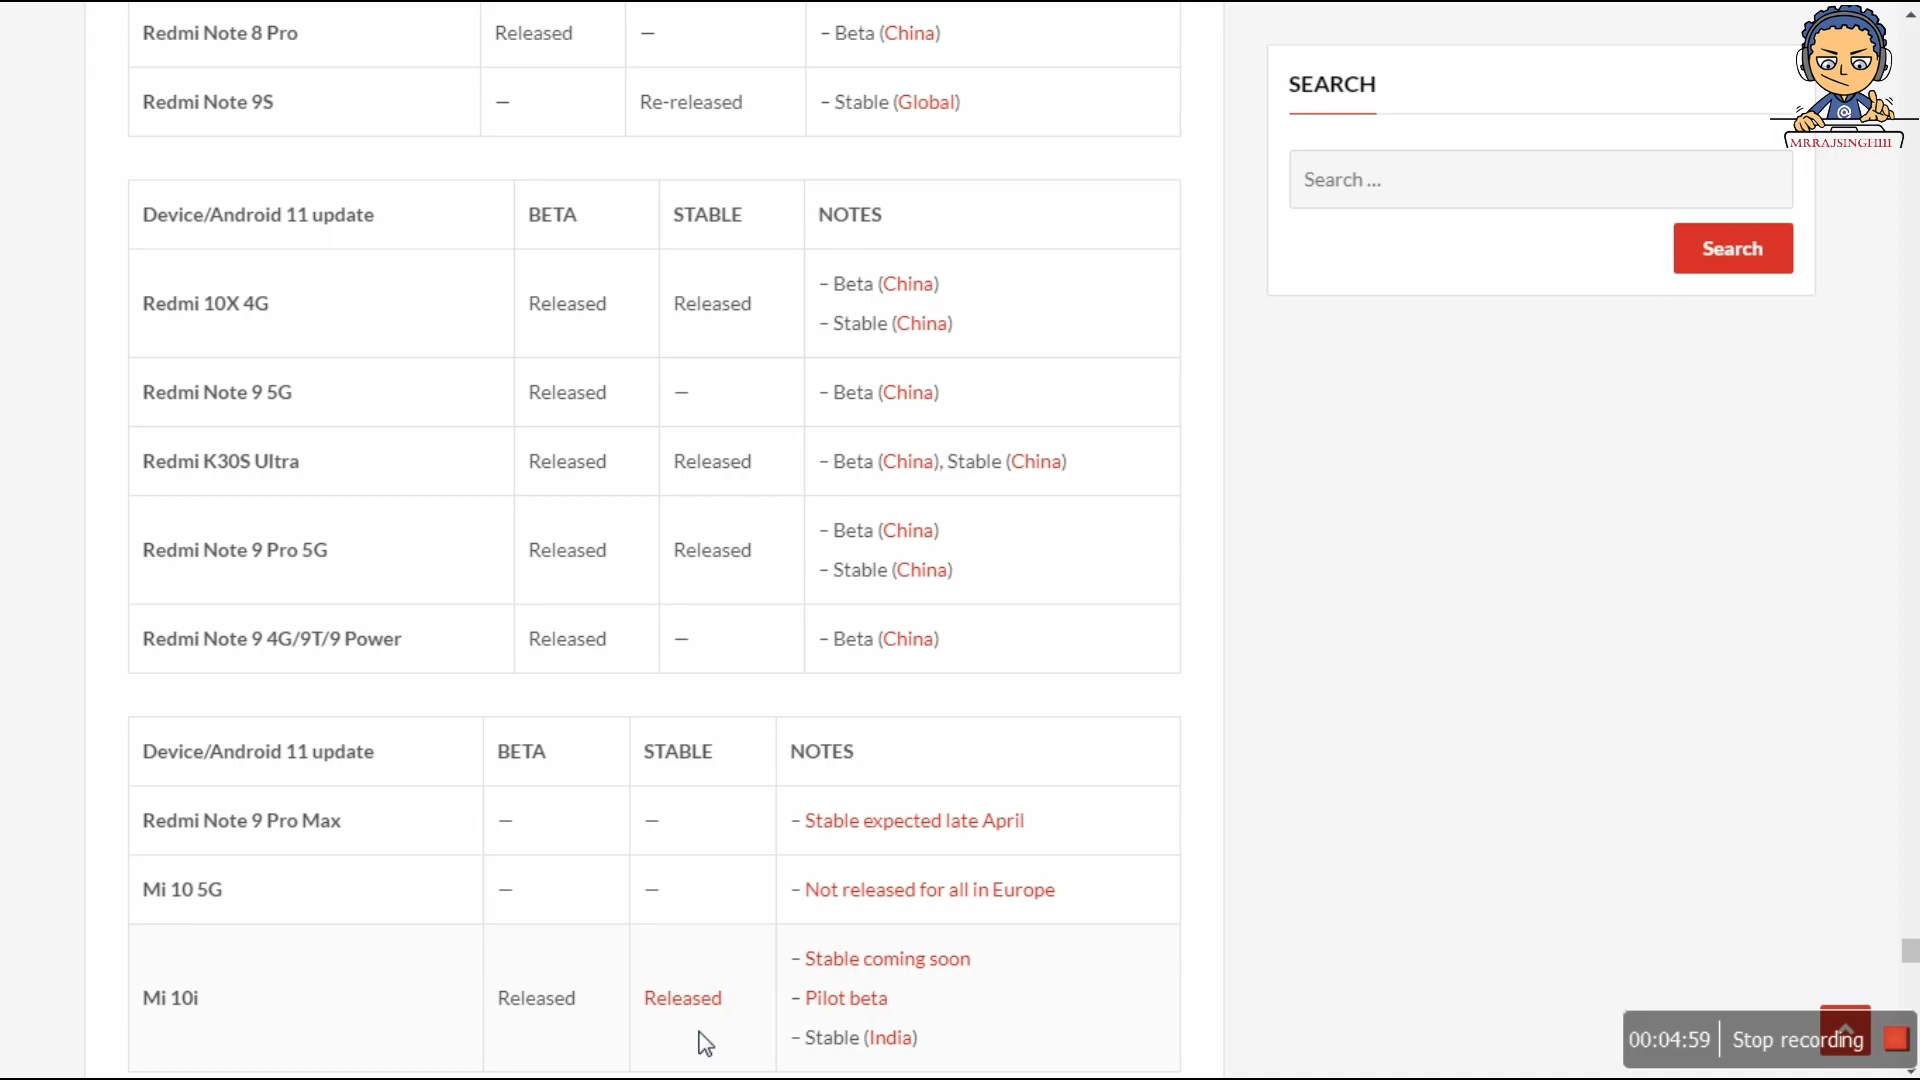 Redmi Note 8 Pro Released — – Beta (China)
Redmi Note 9S — Re-released – Stable (Global)
Device/Android 11 update BETA STABLE NOTES
Redmi 10X 4G Released Released – Beta (China)
– Stable (China)
Redmi Note 9 5G Released — – Beta (China)
Redmi K30S Ultra Released Released – Beta (China), Stable (China)
Redmi Note 9 Pro 5G Released Released – Beta (China)
– Stable (China)
Redmi Note 9 4G/9T/9 Power Released — – Beta (China)
Device/Android 11 update BETA STABLE NOTES
Redmi Note 9 Pro Max — — – Stable expected late April
Mi 10 5G — — – Not released for all in Europe
Mi 10i Released Released – Stable coming soon
– Pilot beta
– Stable (India)
SEARCH
Search ...
Search
MRRAJSINGH111
00:04:59 Stop recording